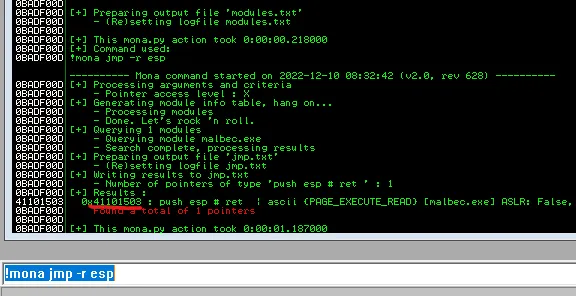 0BADF00D
0BADF00D [+] Preparing output file 'modules.txt'
0BADF00D - (Re)setting logfile modules.txt
0BADF00D
0BADF00D [+] This mona.py action took 0:00:00.218000
0BADF00D [+] Command used:
0BADF00D !mona jmp -r esp
---------- Mona command started on 2022-12-10 08:32:42 (v2.0, rev 628) ----------
0BADF00D [+] Processing arguments and criteria
0BADF00D - Pointer access level : X
0BADF00D [+] Generating module info table, hang on...
0BADF00D - Processing modules
0BADF00D - Done. Let's rock 'n roll.
0BADF00D [+] Querying 1 modules
0BADF00D - Querying module malbec.exe
0BADF00D - Search complete, processing results
0BADF00D [+] Preparing output file 'jmp.txt'
0BADF00D - (Re)setting logfile jmp.txt
0BADF00D [+] Writing results to jmp.txt
0BADF00D - Number of pointers of type 'push esp # ret ' : 1
0BADF00D [+] Results :
41101503 0x41101503 : push esp # ret | ascii {PAGE_EXECUTE_READ} [malbec.exe] ASLR: False,
0BADF00D Found a total of 1 pointers
0BADF00D
0BADF00D [+] This mona.py action took 0:00:01.187000
!mona jmp -r esp